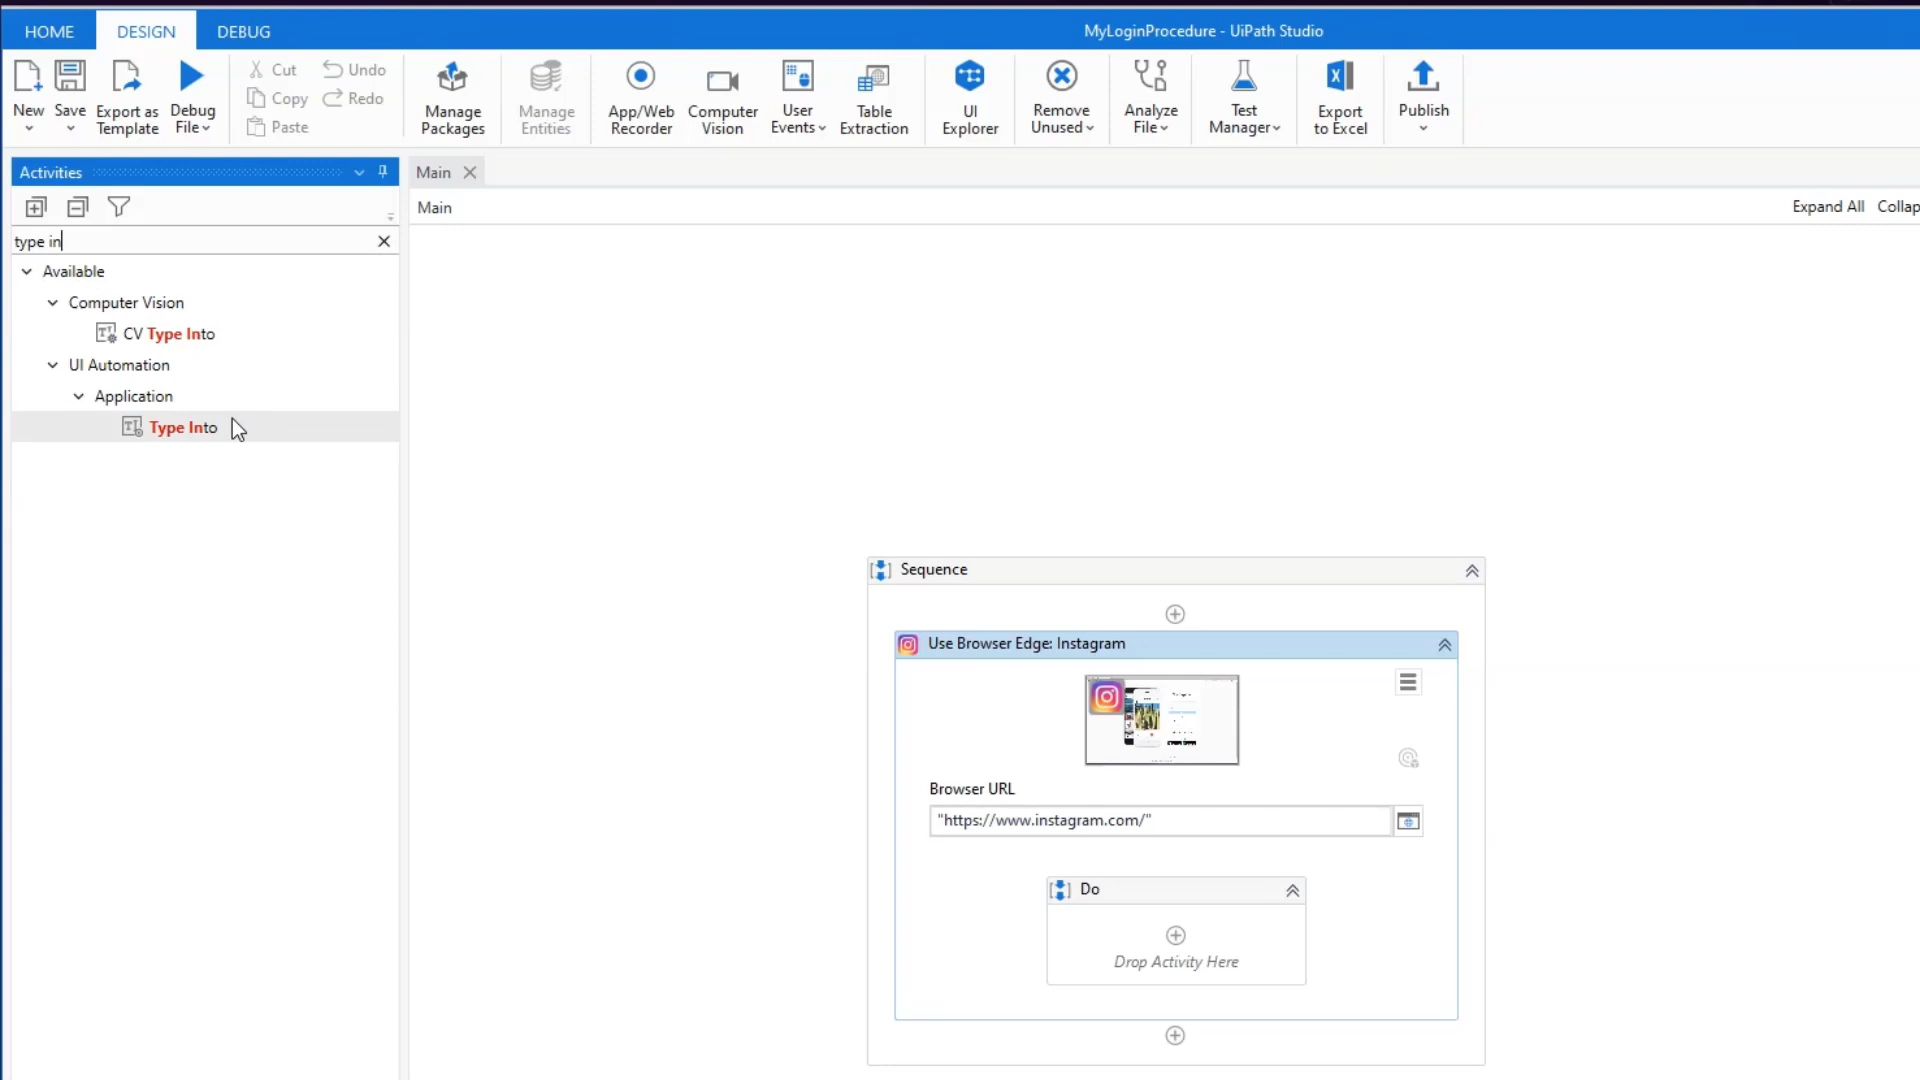 HOME DESIGN DEBUG MyLoginProcedure - UiPath Studio
New Save Export as Template Debug File
Cut Undo
Copy Redo
Paste
Manage Packages Manage Entities App/Web Recorder Computer Vision User Events Table Extraction UI Explorer Remove Unused Analyze File Test Manager Export to Excel Publish
Activities
Main
Main
Expand All Collap
type in
Available
Computer Vision
CV Type Into
UI Automation
Application
Type Into
Sequence
Use Browser Edge: Instagram
Browser URL
"https://www.instagram.com/"
Do
Drop Activity Here